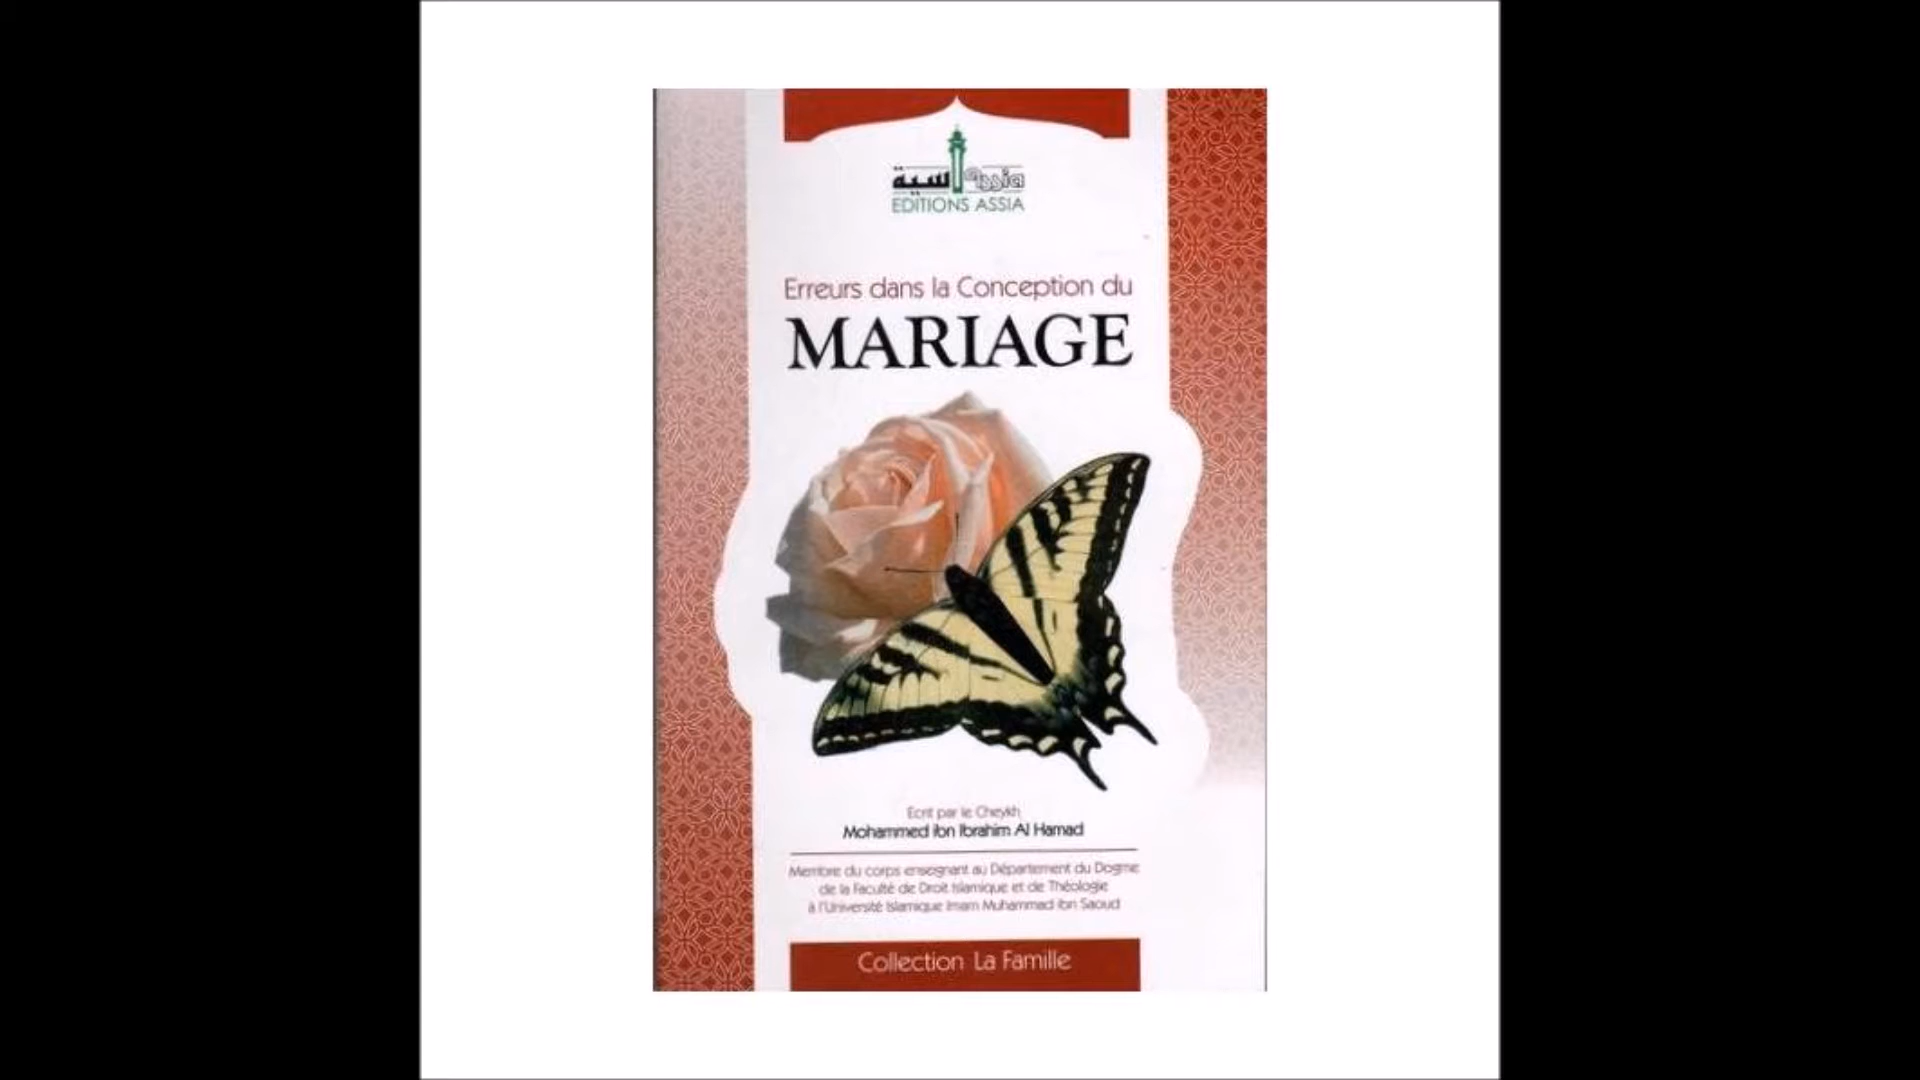 آسية assia
EDITIONS ASSIA
Erreurs dans la Conception du
MARIAGE
Ecrit par le Cheykh
Mohammed ibn Ibrahim Al Hamad
Membre du corps enseignant au Département du Dogme
de la Faculté de Droit Islamique et de Théologie
à l'Université Islamique Imam Muhammad ibn Saoud
Collection La Famille